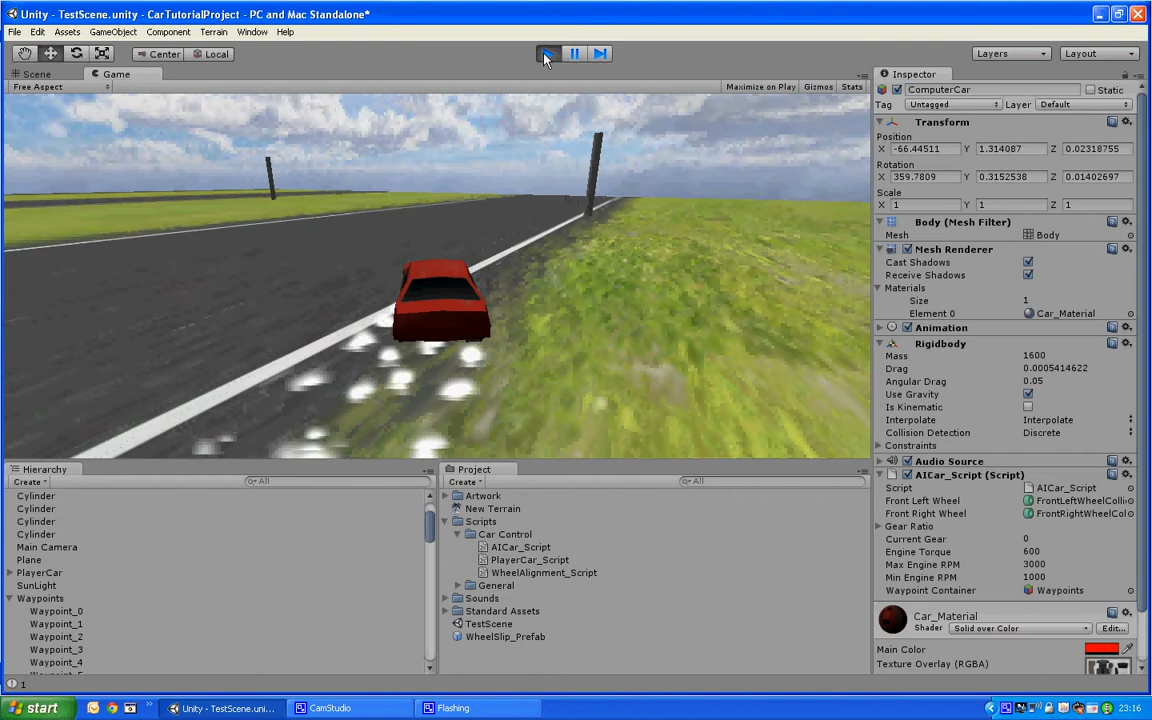 Unity - TestScene.unity - CarTutorialProject - PC and Mac Standalone*
File Edit Assets GameObject Component Terrain Window Help
Center Local Layers Layout
Scene Game Inspector
Free Aspect Maximize on Play Gizmos Stats
ComputerCar Static
Tag Untagged Layer Default
Transform
Position
X -66.44511 Y 1.314087 Z 0.02318755
Rotation
X 359.7809 Y 0.3152538 Z 0.01402697
Scale
X 1 Y 1 Z 1
Body (Mesh Filter)
Mesh Body
Mesh Renderer
Cast Shadows
Receive Shadows
Materials
Size 1
Element 0 Car_Material
Animation
Rigidbody
Mass 1600
Drag 0.0005414622
Angular Drag 0.05
Use Gravity
Is Kinematic
Interpolate Interpolate
Collision Detection Discrete
Constraints
Audio Source
AICar_Script (Script)
Script AICar_Script
Front Left Wheel FrontLeftWheelColli
Front Right Wheel FrontRightWheelCol
Gear Ratio
Current Gear 0
Engine Torque 600
Max Engine RPM 3000
Min Engine RPM 1000
Waypoint Container Waypoints
Car_Material
Shader Solid over Color Edit...
Main Color
Texture Overlay (RGBA)
Hierarchy
Create All
Cylinder
Cylinder
Cylinder
Cylinder
Main Camera
Plane
PlayerCar
SunLight
Waypoints
Waypoint_0
Waypoint_1
Waypoint_2
Waypoint_3
Waypoint_4
Project
Create All
Artwork
New Terrain
Scripts
Car Control
AICar_Script
PlayerCar_Script
WheelAlignment_Script
General
Sounds
Standard Assets
TestScene
WheelSlip_Prefab
1
start Unity - TestScene.uni... CamStudio Flashing 23:16